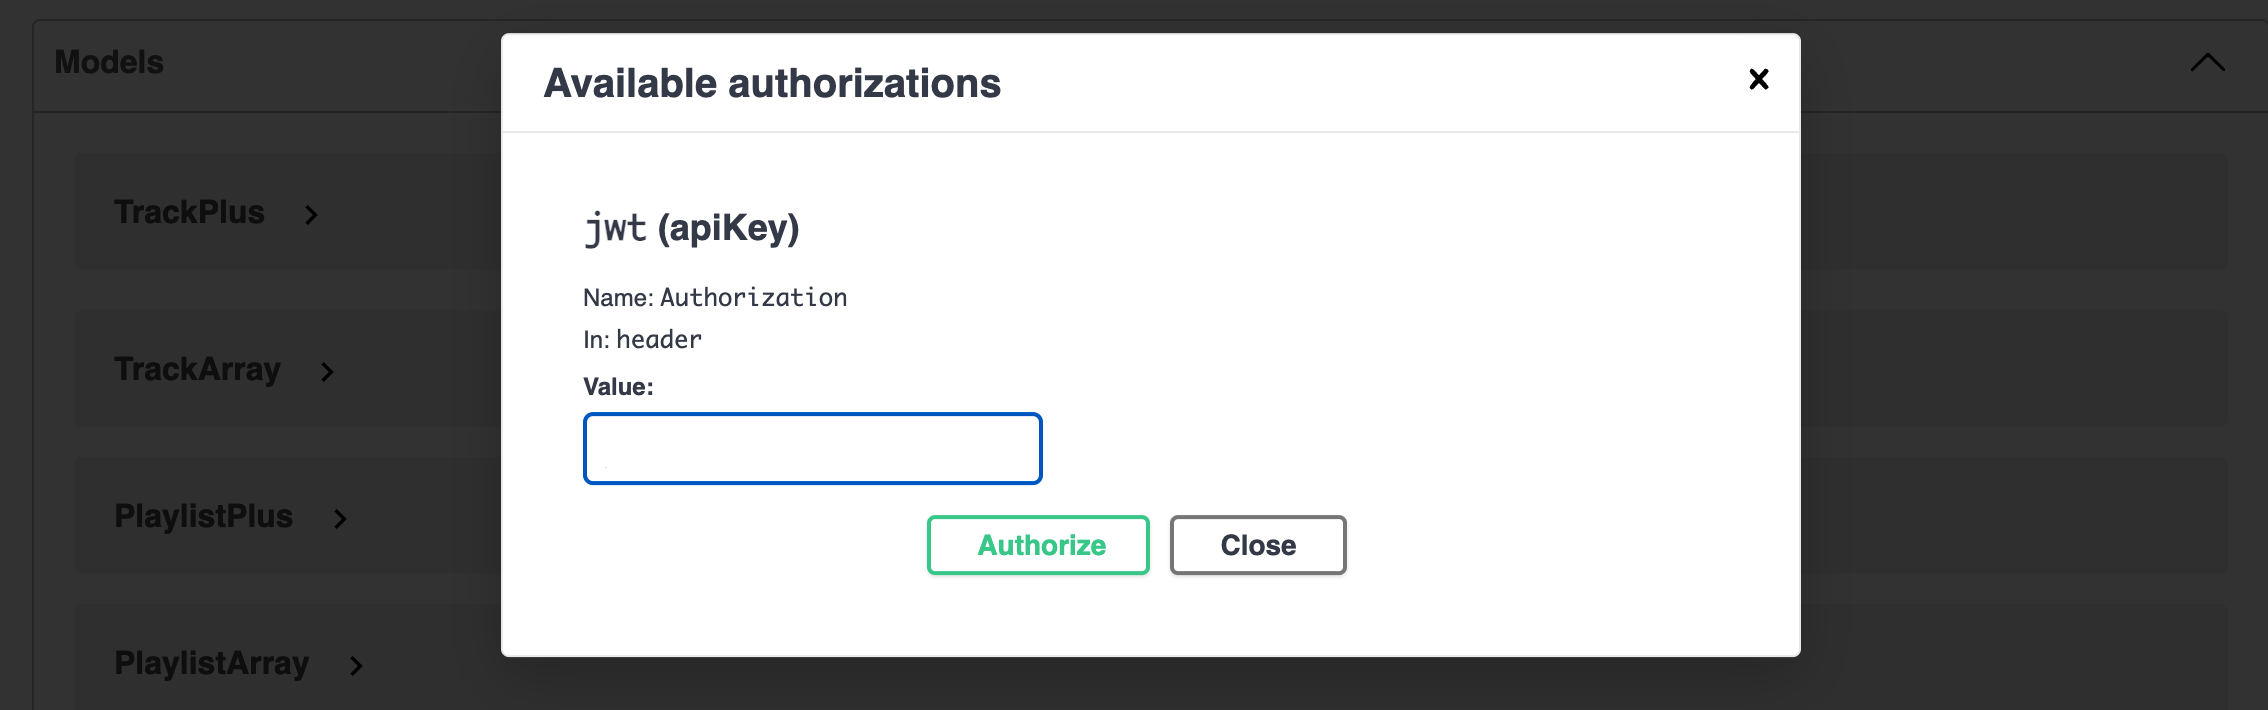 Models
Available authorizations
TrackPlus
jwt (apiKey)
Name: Authorization
In: header
TrackArray
Value:
PlaylistPlus
Authorize
Close
PlaylistArray